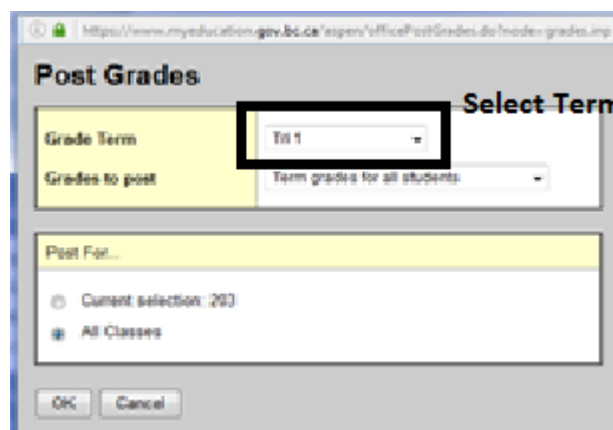 https://www.myeducation.gov.bc.ca/aspen/officePostGrades.do?mode=grades.inp
Post Grades
Select Term
Grade Term
Tri 1
Grades to post
Term grades for all students
Post For...
Current selection: 203
All Classes
OK
Cancel